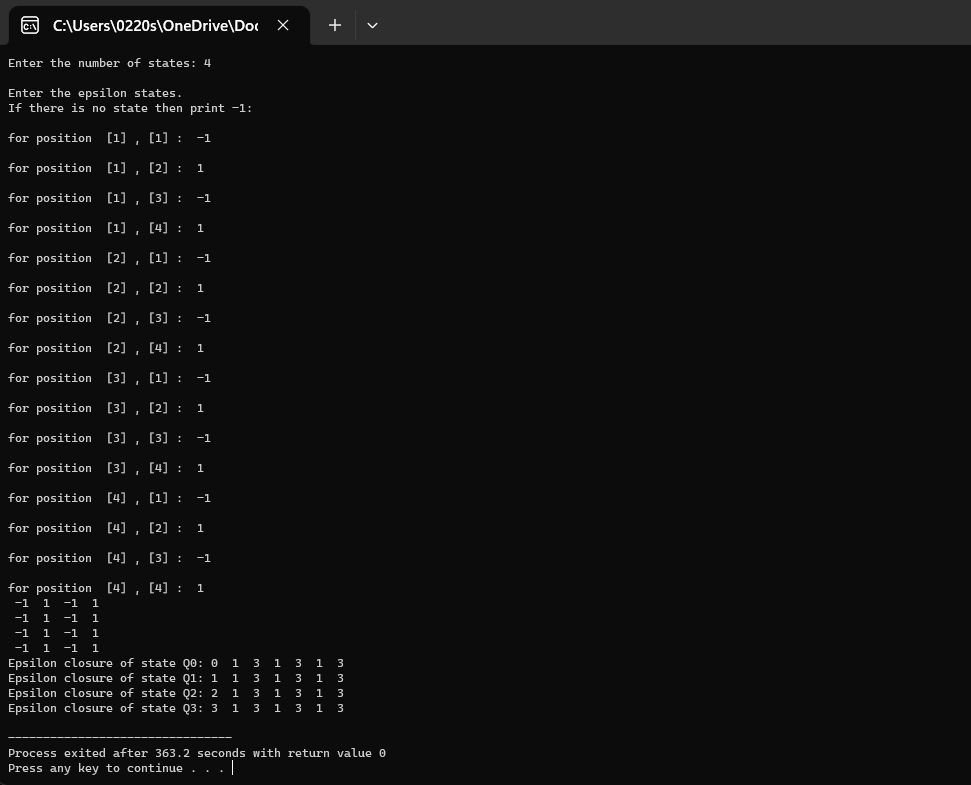 C:\Users\0220s\OneDrive\Doc
Enter the number of states: 4
Enter the epsilon states.
If there is no state then print -1:
for position  [1] , [1] :  -1
for position  [1] , [2] :  1
for position  [1] , [3] :  -1
for position  [1] , [4] :  1
for position  [2] , [1] :  -1
for position  [2] , [2] :  1
for position  [2] , [3] :  -1
for position  [2] , [4] :  1
for position  [3] , [1] :  -1
for position  [3] , [2] :  1
for position  [3] , [3] :  -1
for position  [3] , [4] :  1
for position  [4] , [1] :  -1
for position  [4] , [2] :  1
for position  [4] , [3] :  -1
for position  [4] , [4] :  1
 -1  1  -1  1
 -1  1  -1  1
 -1  1  -1  1
 -1  1  -1  1
Epsilon closure of state Q0: 0  1  3  1  3  1  3
Epsilon closure of state Q1: 1  1  3  1  3  1  3
Epsilon closure of state Q2: 2  1  3  1  3  1  3
Epsilon closure of state Q3: 3  1  3  1  3  1  3
--------------------------------
Process exited after 363.2 seconds with return value 0
Press any key to continue . . .